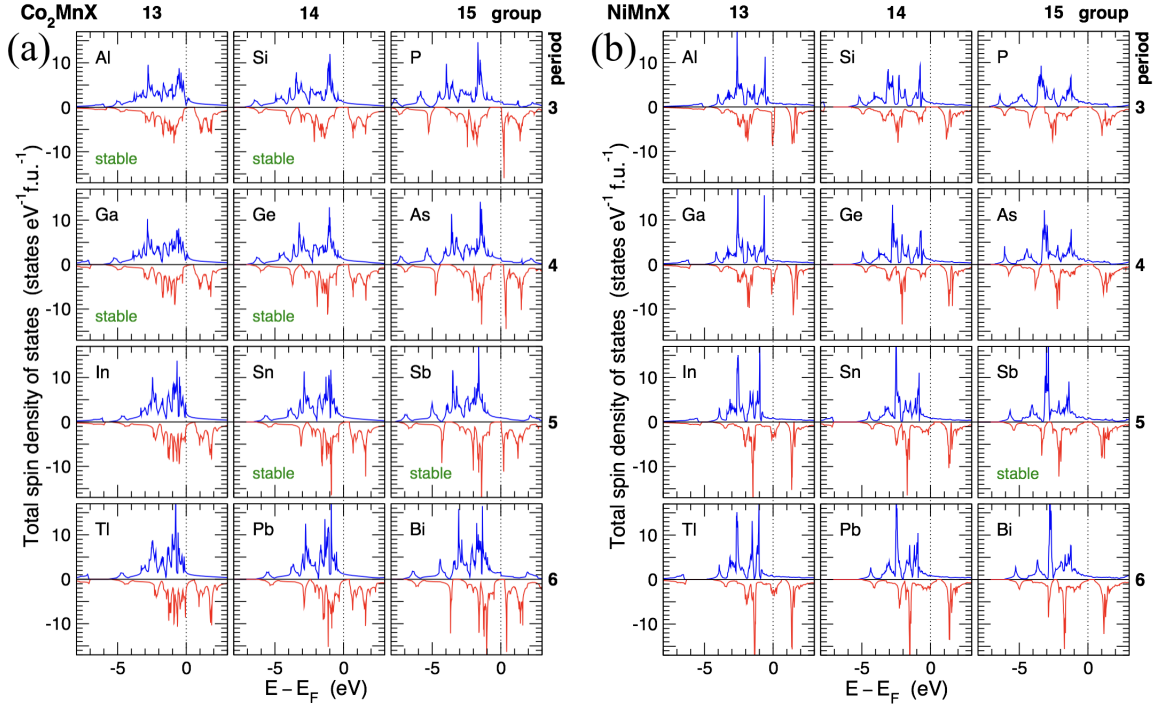 Co2MnX 13 14 15 group
(a)
period
Total spin density of states (states eV-1 f.u.-1)
Al Si P
10
0
-10
3
stable stable
Ga Ge As
10
0
-10
4
stable stable
In Sn Sb
10
0
-10
5
stable stable
Tl Pb Bi
10
0
-10
6
-5 0 -5 0 -5 0
E – EF (eV)
NiMnX 13 14 15 group
(b)
period
Total spin density of states (states eV-1 f.u.-1)
Al Si P
10
0
-10
3
Ga Ge As
10
0
-10
4
In Sn Sb
10
0
-10
5
stable
Tl Pb Bi
10
0
-10
6
-5 0 -5 0 -5 0
E – EF (eV)